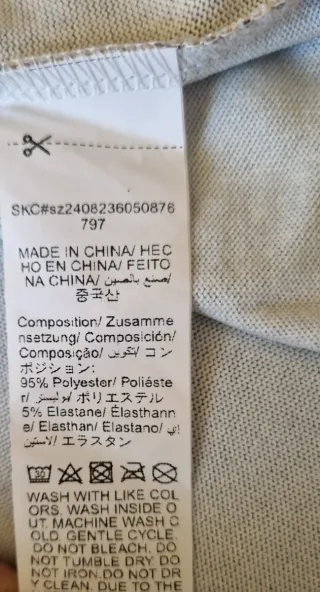 SKC#sz2408236050876
797
MADE IN CHINA/ HEC
HO EN CHINA/ FEITO
NA CHINA/ صنع بالصين/
중국산
Composition/ Zusamme
nsetzung/ Composición/
Composição/ تكوين/ コン
ポジション:
95% Polyester/ Poliéste
r/ بوليستر/ ポリエステル
5% Elastane/ Élasthann
e/ Elasthan/ Elastano/
لاستين/ エラスタン
30
WASH WITH LIKE COL
ORS. WASH INSIDE O
UT. MACHINE WASH C
OLD. GENTLE CYCLE.
DO NOT BLEACH. DO
NOT TUMBLE DRY. DO
NOT IRON.DO NOT DR
Y CLEAN. DUE TO THE